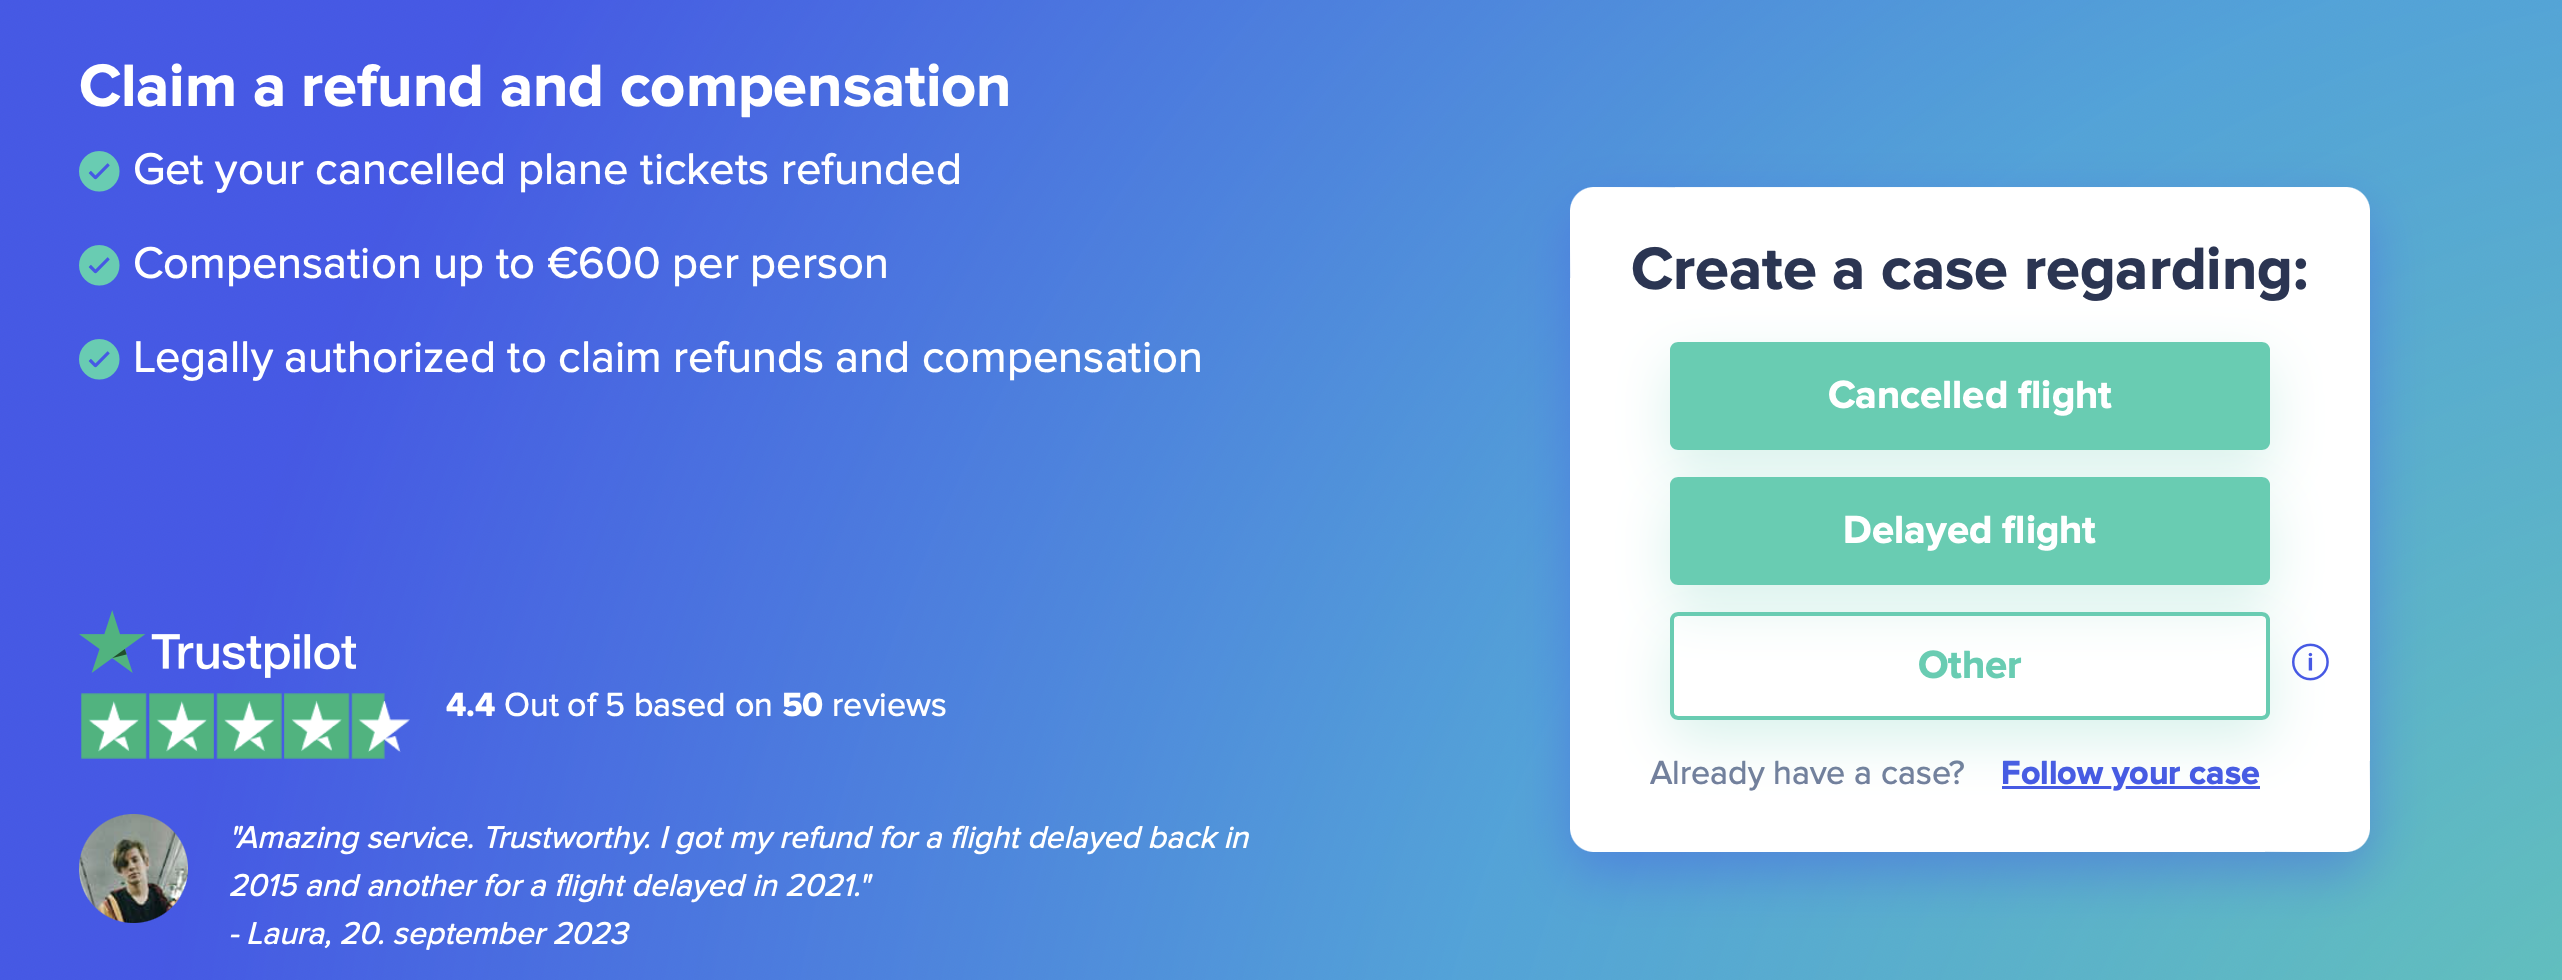 Claim a refund and compensation
Get your cancelled plane tickets refunded
Compensation up to €600 per person
Legally authorized to claim refunds and compensation
Trustpilot
4.4 Out of 5 based on 50 reviews
"Amazing service. Trustworthy. I got my refund for a flight delayed back in
2015 and another for a flight delayed in 2021."
- Laura, 20. september 2023
Create a case regarding:
Cancelled flight
Delayed flight
Other
Already have a case? Follow your case